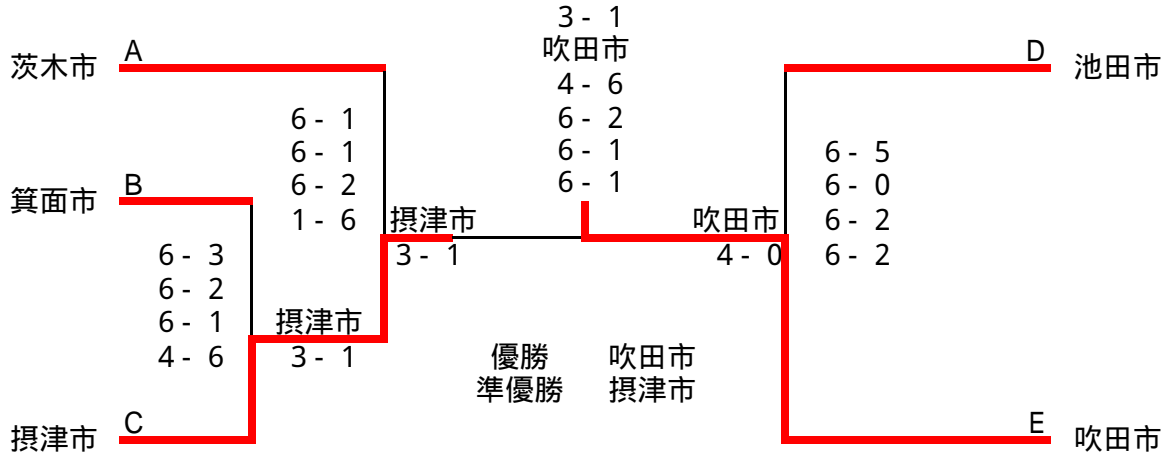 3 - 1
吹田市
4 - 6
6 - 2
6 - 1
6 - 1
茨木市 A
6 - 1
6 - 1
6 - 2
1 - 6
箕面市 B
6 - 3
6 - 2
6 - 1
4 - 6
摂津市
3 - 1
摂津市
3 - 1
摂津市 C
D 池田市
6 - 5
6 - 0
6 - 2
6 - 2
吹田市
4 - 0
E 吹田市
優勝 吹田市
準優勝 摂津市